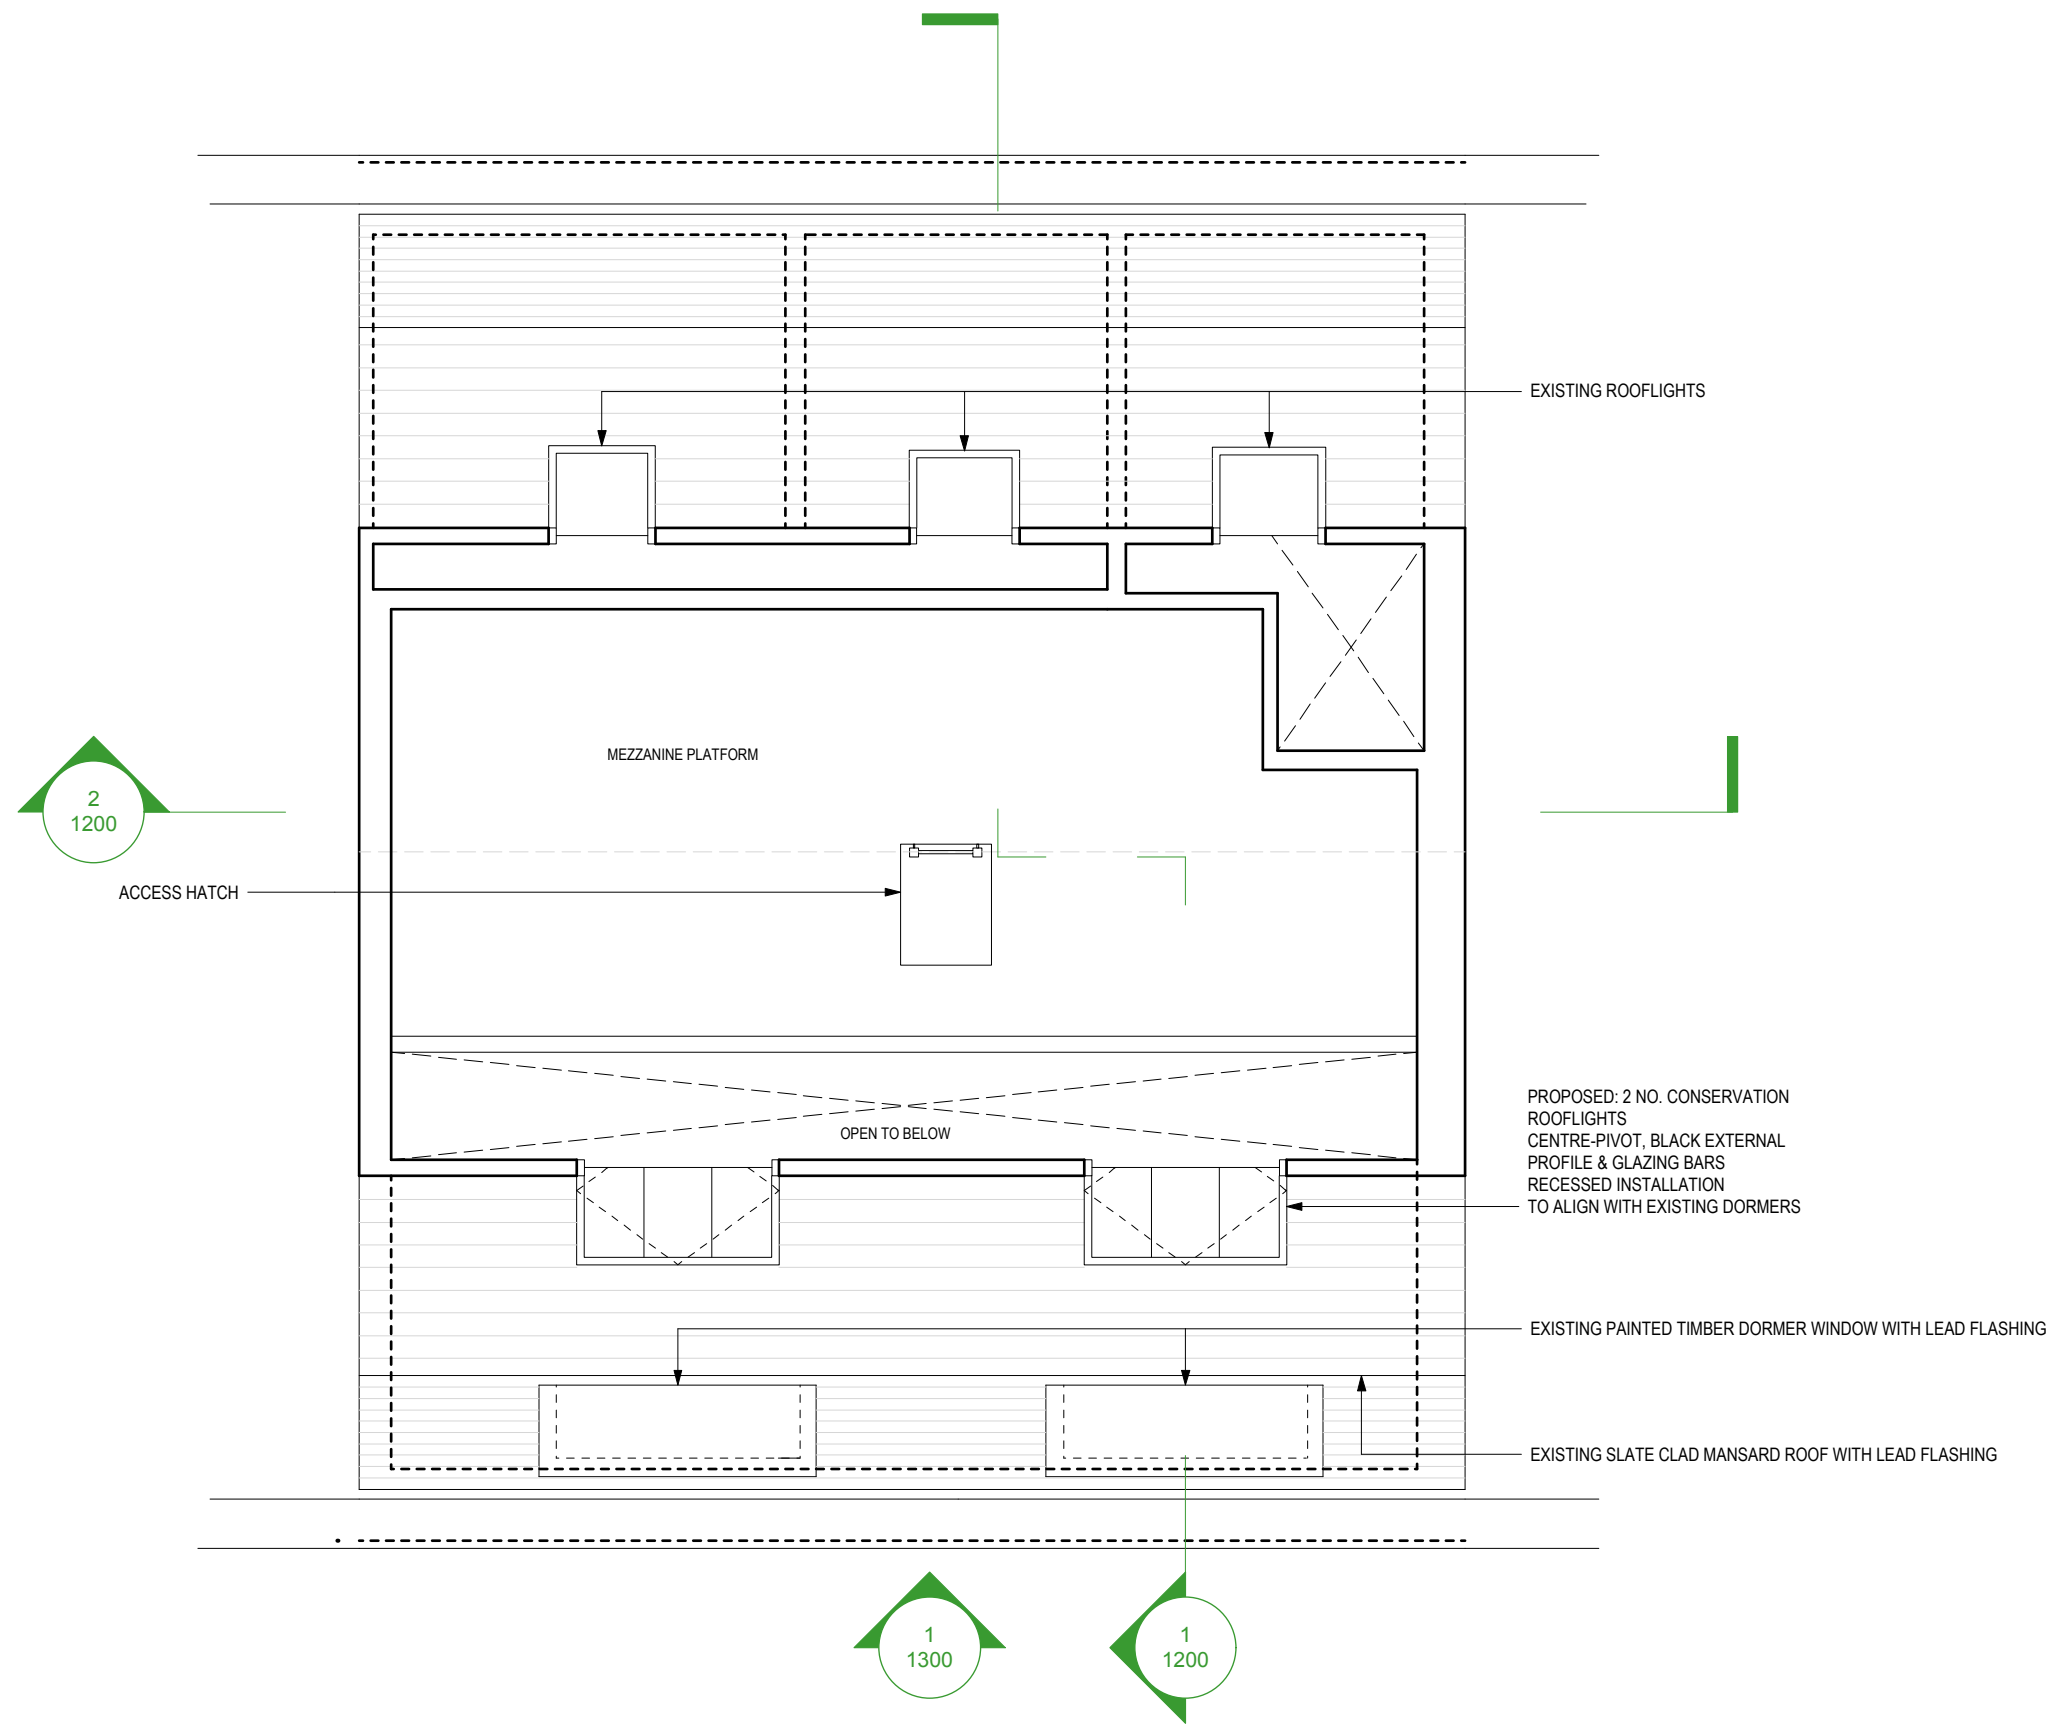 EXISTING ROOFLIGHTS
MEZZANINE PLATFORM
2
1200
ACCESS HATCH
PROPOSED: 2 NO. CONSERVATION
ROOFLIGHTS
CENTRE-PIVOT, BLACK EXTERNAL
PROFILE & GLAZING BARS
RECESSED INSTALLATION
TO ALIGN WITH EXISTING DORMERS
OPEN TO BELOW
EXISTING PAINTED TIMBER DORMER WINDOW WITH LEAD FLASHING
EXISTING SLATE CLAD MANSARD ROOF WITH LEAD FLASHING
1
1300
1
1200